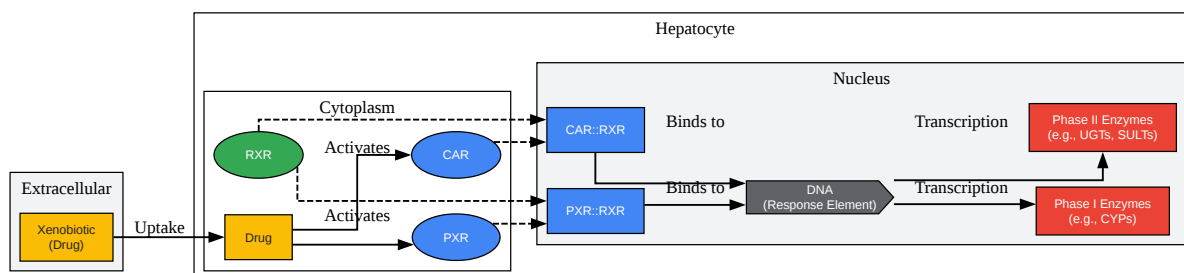 Hepatocyte
Nucleus
Cytoplasm
CAR::RXR
Binds to
Transcription
Phase II Enzymes
(e.g., UGTs, SULTs)
RXR
Activates
CAR
Extracellular
Binds to
DNA
(Response Element)
Transcription
PXR::RXR
Phase I Enzymes
(e.g., CYPs)
Xenobiotic
(Drug)
Uptake
Drug
Activates
PXR